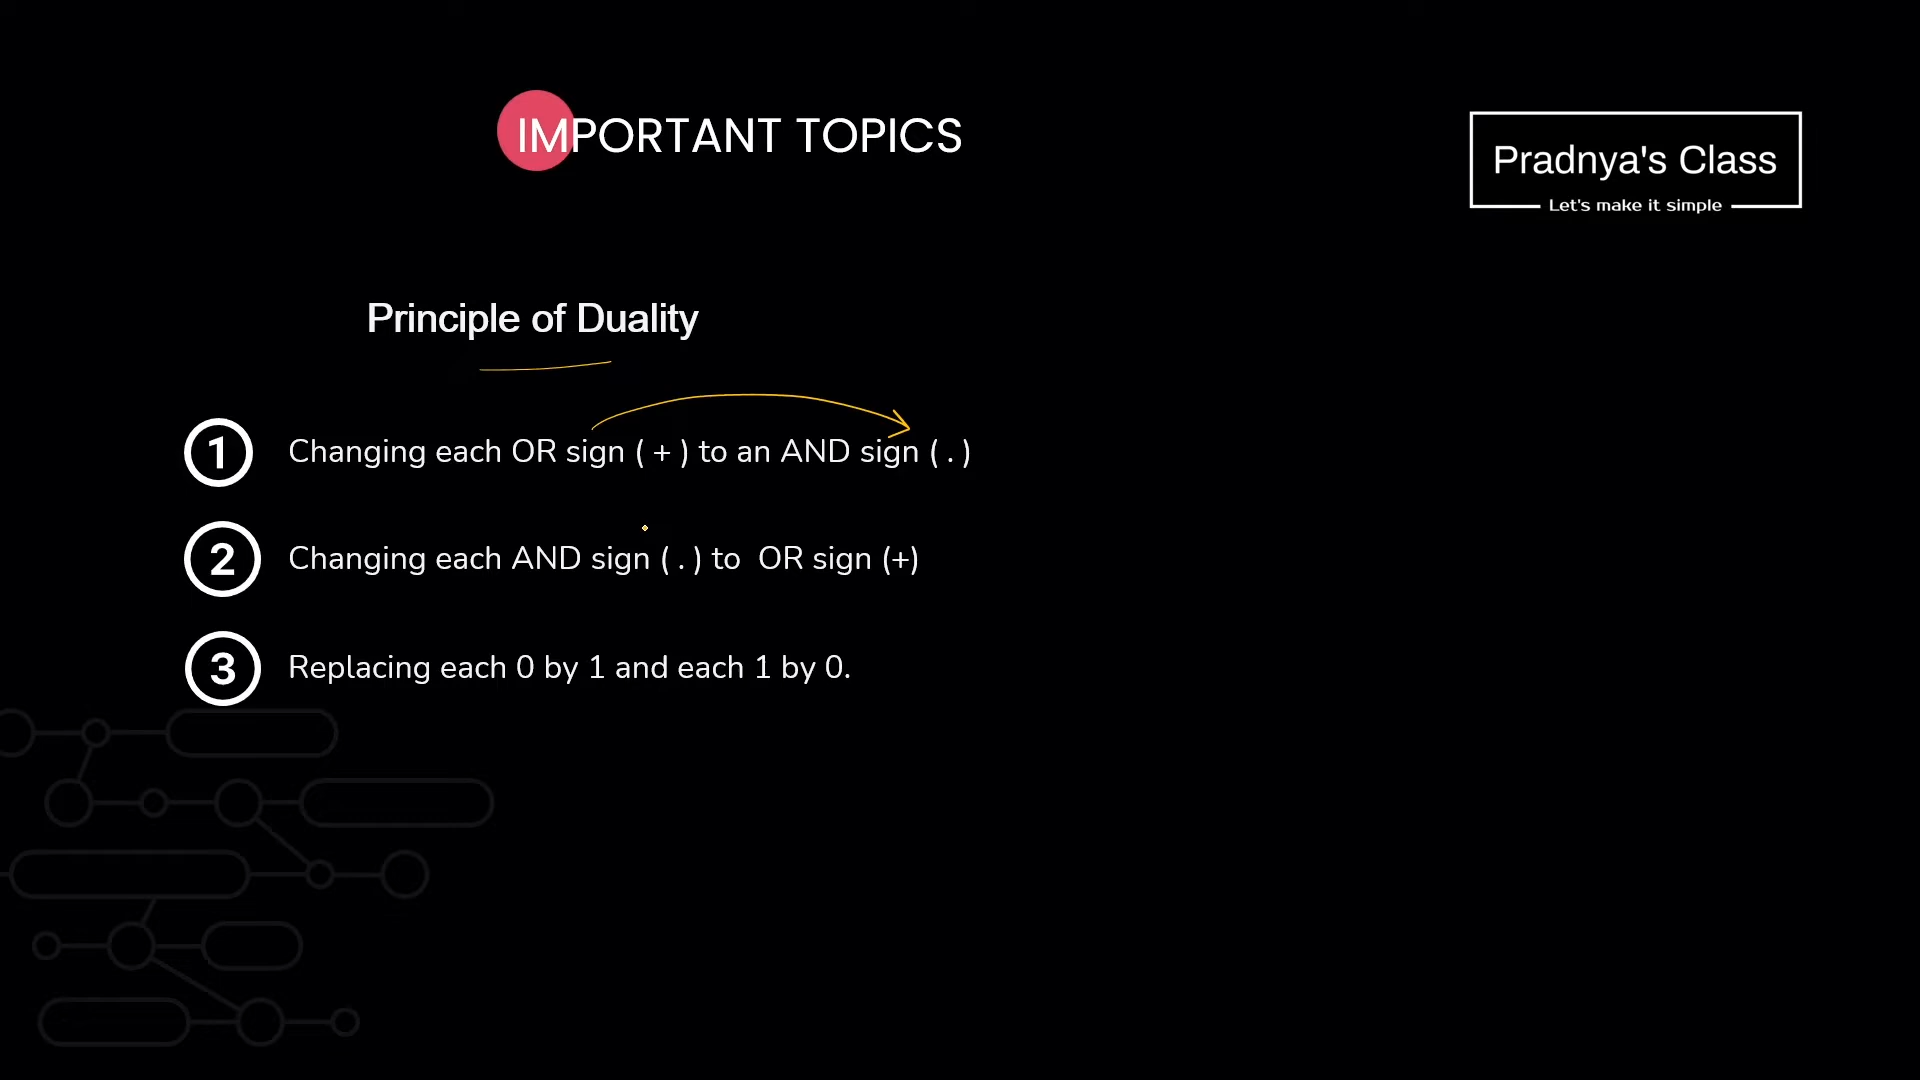 IMPORTANT TOPICS
Pradnya's Class
Let's make it simple
Principle of Duality
1 Changing each OR sign ( + ) to an AND sign ( . )
2 Changing each AND sign ( . ) to  OR sign (+)
3 Replacing each 0 by 1 and each 1 by 0.